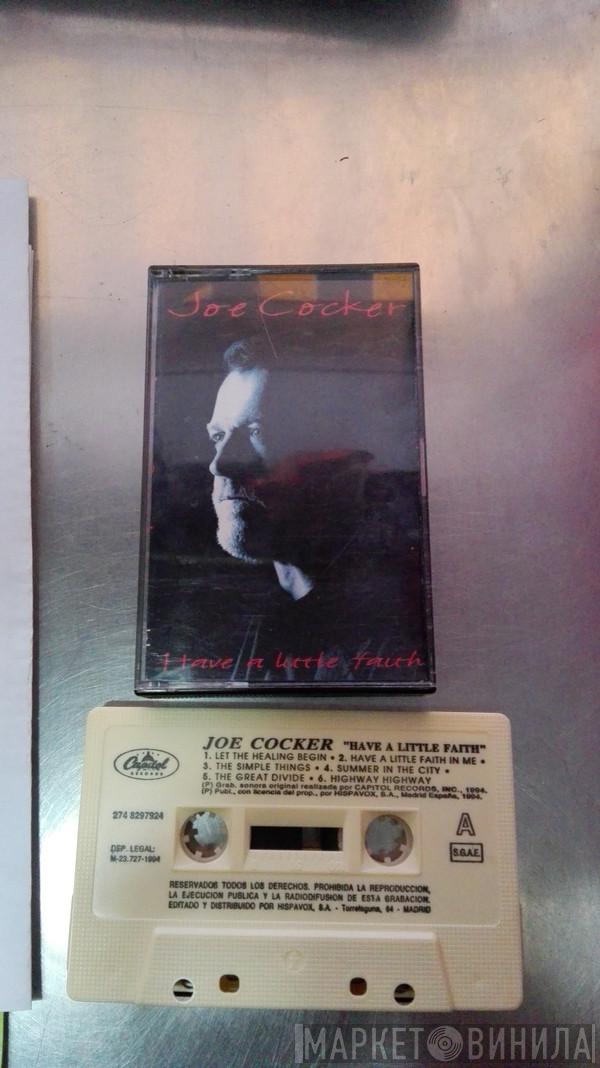 Joe Cocker
Have a little faith
Capitol
RECORDS
JOE COCKER "HAVE A LITTLE FAITH"
1. LET THE HEALING BEGIN • 2. HAVE A LITTLE FAITH IN ME •
3. THE SIMPLE THINGS • 4. SUMMER IN THE CITY •
5. THE GREAT DIVIDE • 6. HIGHWAY HIGHWAY
(P) Grab. sonora original realizada por CAPITOL RECORDS, INC., 1994.
(P) Publ., con licencia del prop., por HISPAVOX, S.A., Madrid España, 1994.
274 8297924
A
DEP. LEGAL:
M-23.727-1994
S.G.A.E.
RESERVADOS TODOS LOS DERECHOS. PROHIBIDA LA REPRODUCCION,
LA EJECUCION PUBLICA Y LA RADIODIFUSION DE ESTA GRABACION.
EDITADO Y DISTRIBUIDO POR HISPAVOX, S.A. - Torrelaguna, 64 - MADRID
МАРКЕТ ВИНИЛА